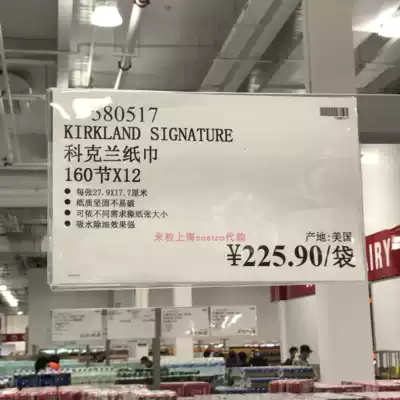 580517
KIRKLAND SIGNATURE
科克兰纸巾
160节X12
● 每张27.9X17.7厘米
● 纸质坚固不易破
● 可依不同需求撕纸张大小
● 吸水除油效果强
米粒上海costco代购
产地:美国
¥225.90/袋